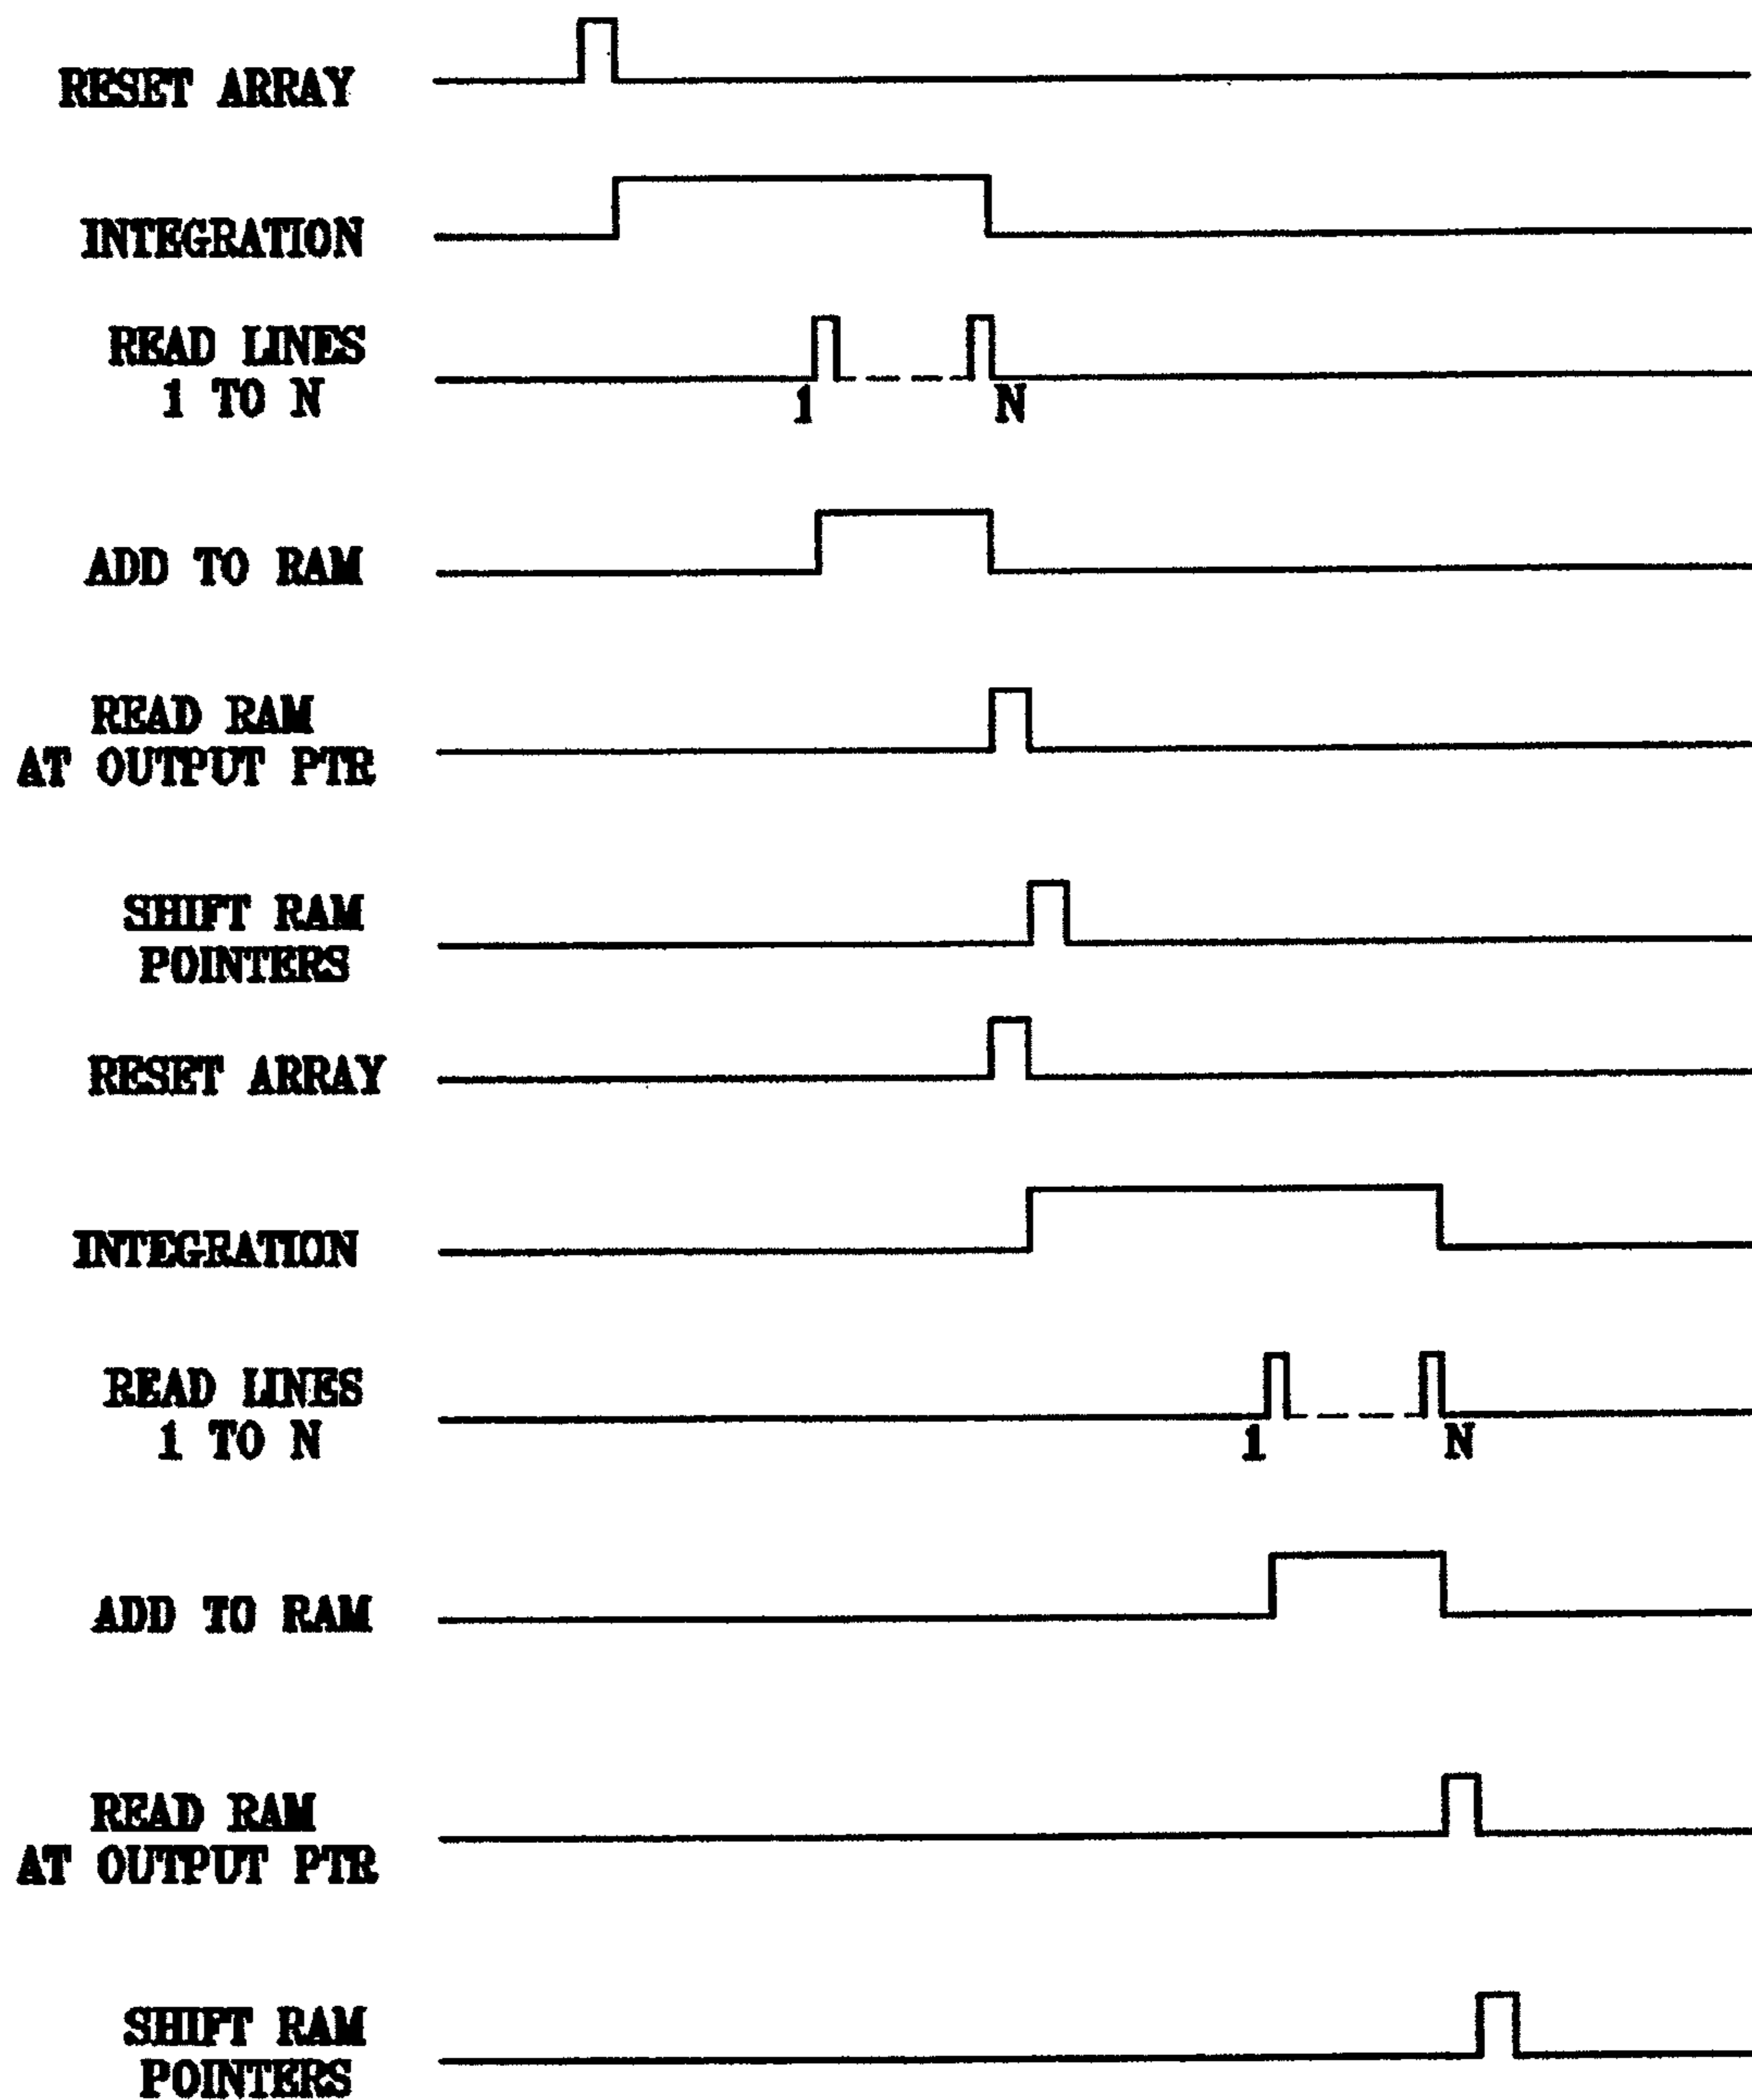 RESET ARRAY
INTEGRATION
READ LINES
1 TO N
1
N
ADD TO RAM
READ RAM
AT OUTPUT PTR
SHIFT RAM
POINTERS
RESET ARRAY
INTEGRATION
READ LINES
1 TO N
1
N
ADD TO RAM
READ RAM
AT OUTPUT PTR
SHIFT RAM
POINTERS